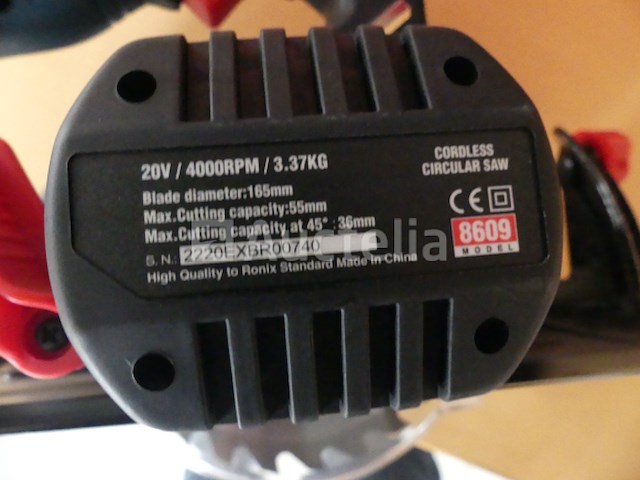 20V / 4000RPM / 3.37KG
Blade diameter:165mm
Max.Cutting capacity:55mm
Max.Cutting capacity at 45° :36mm
S.N.: 2220EXBR00740
High Quality to Ronix Standard Made In China
CORDLESS
CIRCULAR SAW
CE
8609
MODEL